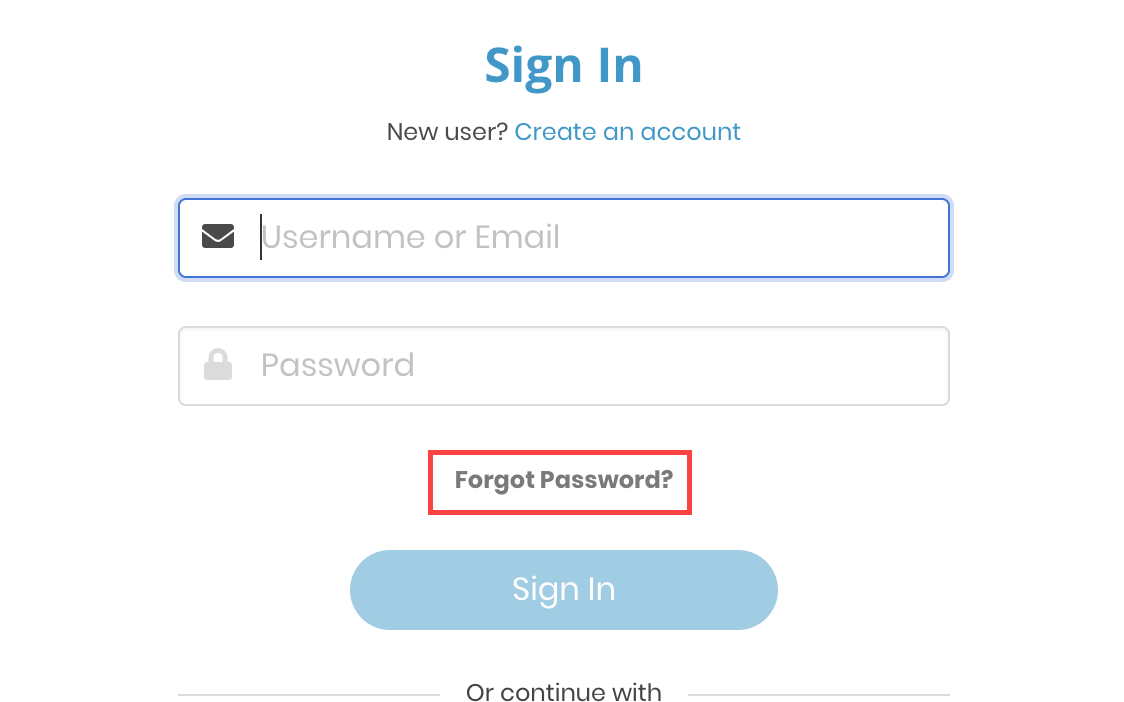 Sign In
New user? Create an account
Username or Email
Password
Forgot Password?
Sign In
Or continue with